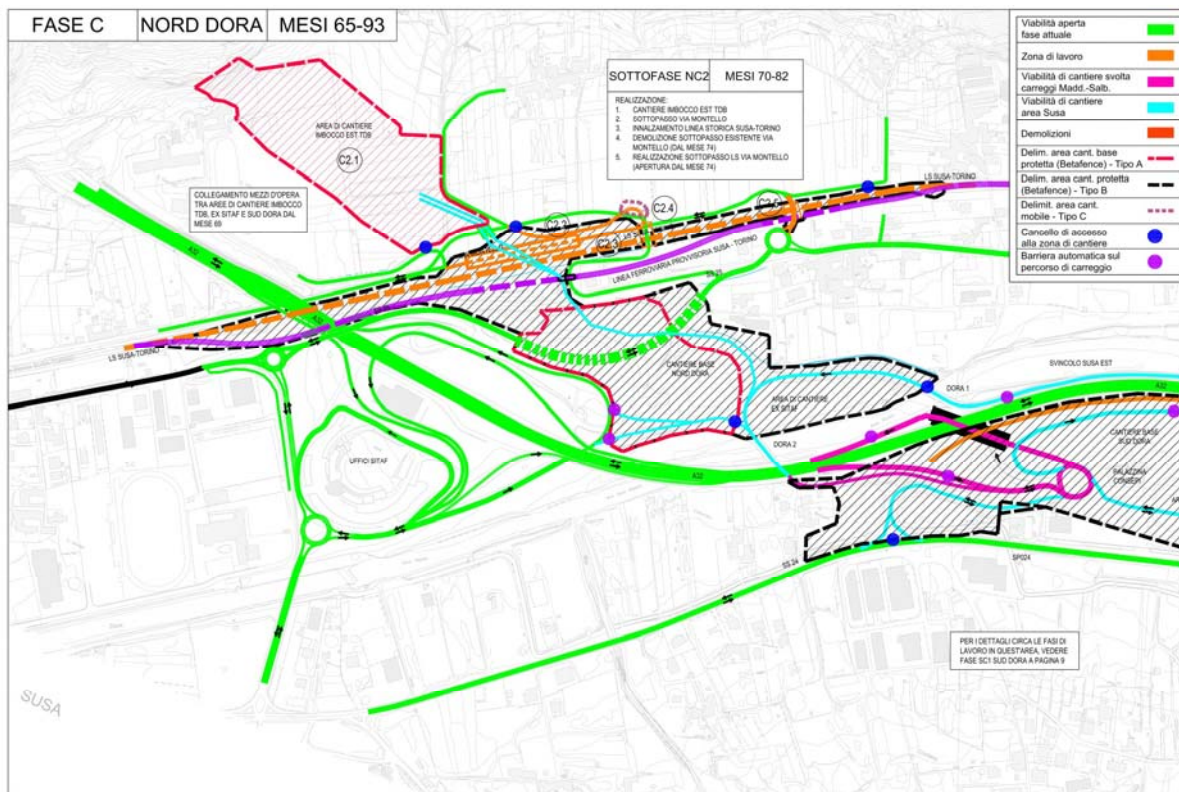 FASE C NORD DORA MESI 65-93
SOTTOFASE NC2 MESI 70-82
REALIZZAZIONE:
1. CANTIERE IMBOCCO EST TDB
2. SOTTOPASSO VIA MONTELLO
3. INNALZAMENTO LINEA STORICA SUSA-TORINO
4. DEMOLIZIONE SOTTOPASSO ESISTENTE VIA
MONTELLO (DAL MESE 74)
5. REALIZZAZIONE SOTTOPASSO LS VIA MONTELLO
(APERTURA DAL MESE 74)
Viabilità aperta
fase attuale
Zona di lavoro
Viabilità di cantiere svolta
carreggi Madd.-Salb.
Viabilità di cantiere
area Susa
Demolizioni
Delim. area cant. base
protetta (Betafence) - Tipo A
Delim. area cant. protetta
(Betafence) - Tipo B
Delimit. area cant.
mobile - Tipo C
Cancello di accesso
alla zona di cantiere
Barriera automatica sul
percorso di carreggio
AREA DI CANTIERE
IMBOCCO EST TDB
C2.1
COLLEGAMENTO MEZZI D'OPERA
TRA AREE DI CANTIERE IMBOCCO
TDB, EX SITAF E SUD DORA DAL
MESE 69
A32
C2.2
C2.3
C2.4
C2.5
LS SUSA-TORINO
LINEA FERROVIARIA PROVVISORIA SUSA - TORINO
SS.25
A32
LS SUSA-TORINO
CANTIERE BASE
NORD DORA
AREA DI CANTIERE
EX SITAF
DORA 1
SVINCOLO SUSA EST
A32
DORA 2
CANTIERE BASE
SUD DORA
PALAZZINA
CONSEPI
UFFICI SITAF
A32
SS.24
SP024
PER I DETTAGLI CIRCA LE FASI DI
LAVORO IN QUEST'AREA, VEDERE
FASE SC1 SUD DORA A PAGINA 9
SUSA